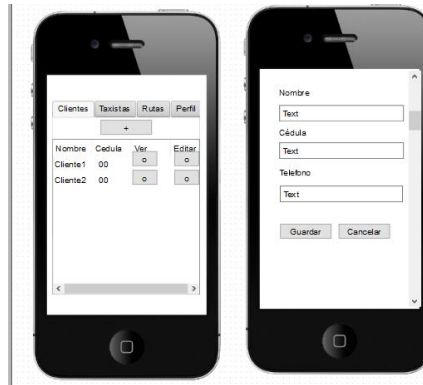 Clientes Taxistas Rutas Perfil
+
Nombre Cedula Ver Editar
Cliente1 00 o o
Cliente2 00 o o
Nombre
Text
Cédula
Text
Telefono
Text
Guardar Cancelar